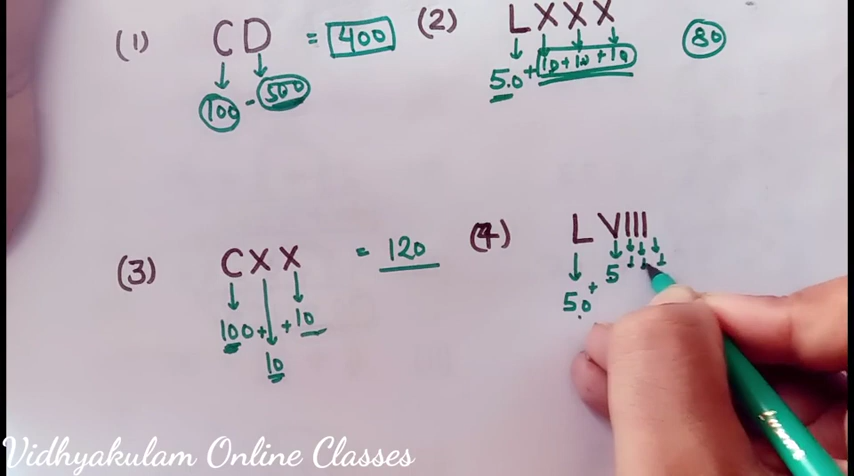 (1) CD = 400
100 - 500
(2) LXXX 80
50 + 10 + 10 + 10
(3) CXX = 120
100 + + 10
10
(4) LVIII
50 + 5
Vidhyakulam Online Classes